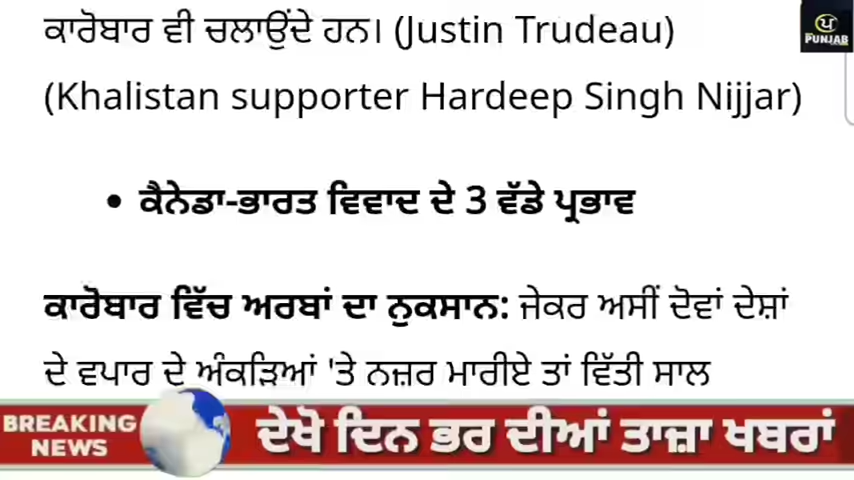 ਕਾਰੋਬਾਰ ਵੀ ਚਲਾਉਂਦੇ ਹਨ। (Justin Trudeau)
(Khalistan supporter Hardeep Singh Nijjar)
• ਕੈਨੇਡਾ-ਭਾਰਤ ਵਿਵਾਦ ਦੇ 3 ਵੱਡੇ ਪ੍ਰਭਾਵ
ਕਾਰੋਬਾਰ ਵਿੱਚ ਅਰਬਾਂ ਦਾ ਨੁਕਸਾਨ: ਜੇਕਰ ਅਸੀਂ ਦੋਵਾਂ ਦੇਸ਼ਾਂ
ਦੇ ਵਪਾਰ ਦੇ ਅੰਕੜਿਆਂ 'ਤੇ ਨਜ਼ਰ ਮਾਰੀਏ ਤਾਂ ਵਿੱਤੀ ਸਾਲ
BREAKING
NEWS
ਦੇਖੋ ਦਿਨ ਭਰ ਦੀਆਂ ਤਾਜ਼ਾ ਖਬਰਾਂ
ਪੰ
PUNJAB